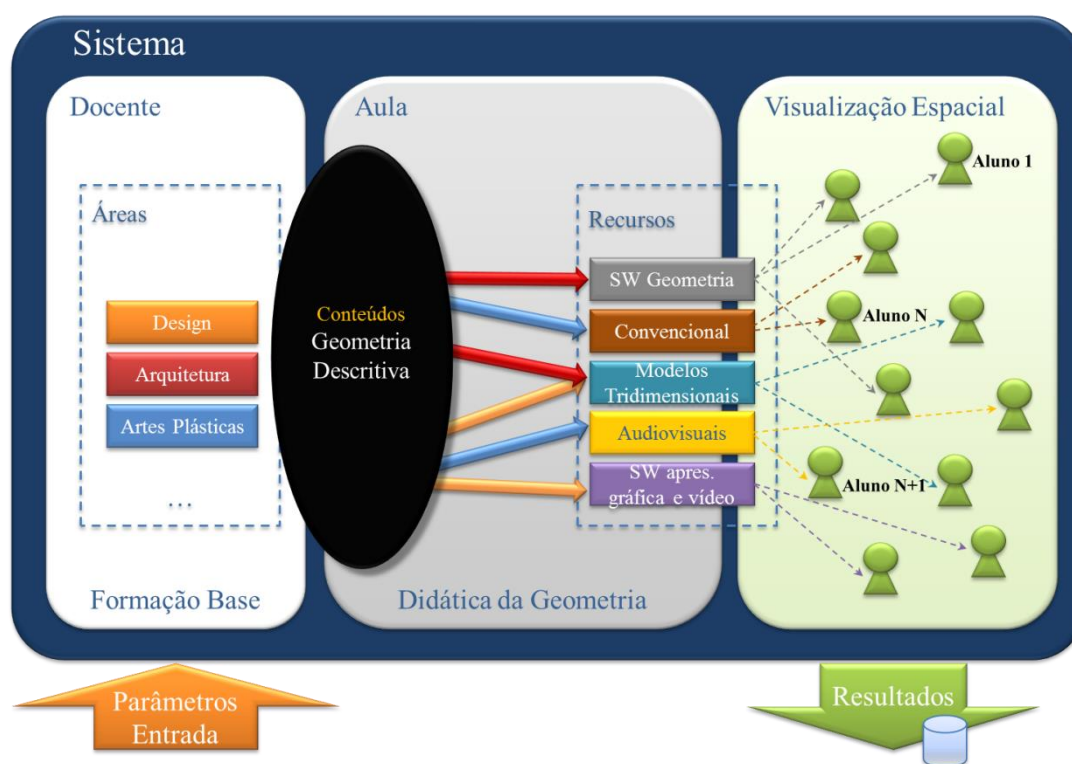 Sistema
Docente
Áreas
Design
Arquitetura
Artes Plásticas
...
Formação Base
Aula
Conteúdos
Geometria
Descritiva
Recursos
SW Geometria
Convencional
Modelos
Tridimensionais
Audiovisuais
SW apres.
gráfica e vídeo
Didática da Geometria
Visualização Espacial
Aluno 1
Aluno N
Aluno N+1
Parâmetros
Entrada
Resultados